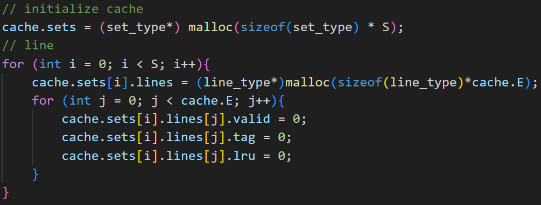 // initialize cache
cache.sets = (set_type*) malloc(sizeof(set_type) * S);
// line
for (int i = 0; i < S; i++){
    cache.sets[i].lines = (line_type*)malloc(sizeof(line_type)*cache.E);
    for (int j = 0; j < cache.E; j++){
        cache.sets[i].lines[j].valid = 0;
        cache.sets[i].lines[j].tag = 0;
        cache.sets[i].lines[j].lru = 0;
    }
}